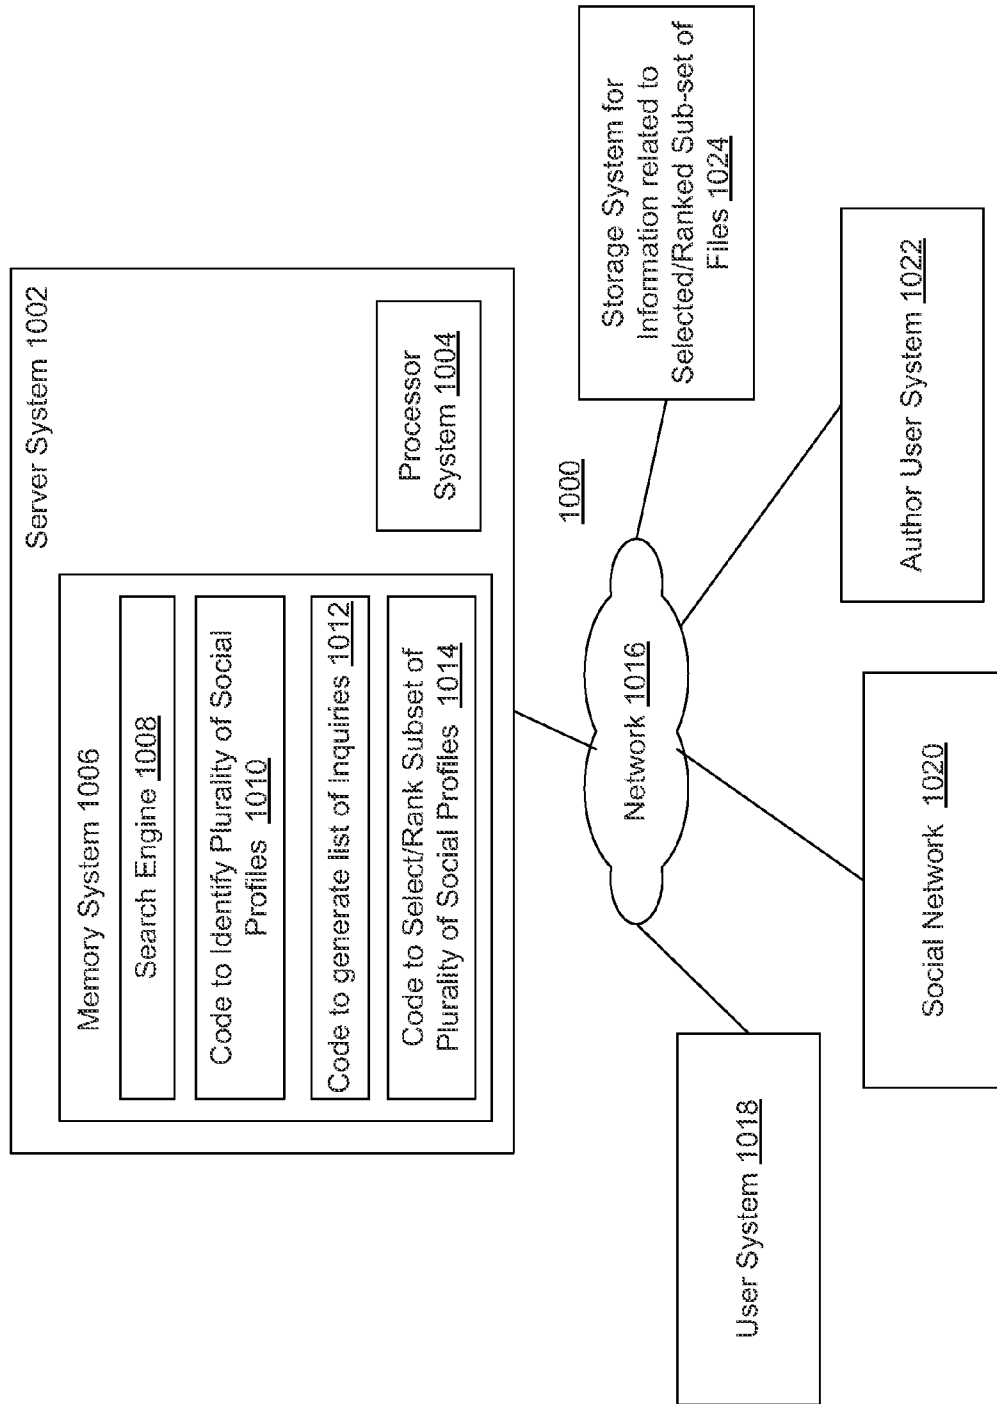 Server System 1002
Memory System 1006
Search Engine 1008
Code to Identify Plurality of Social
Profiles 1010
Code to generate list of inquiries 1012
Code to Select/Rank Subset of
Plurality of Social Profiles 1014
Processor
System 1004
1000
Network 1016
Storage System for
Information related to
Selected/Ranked Sub-set of
Files 1024
User System 1018
Social Network 1020
Author User System 1022